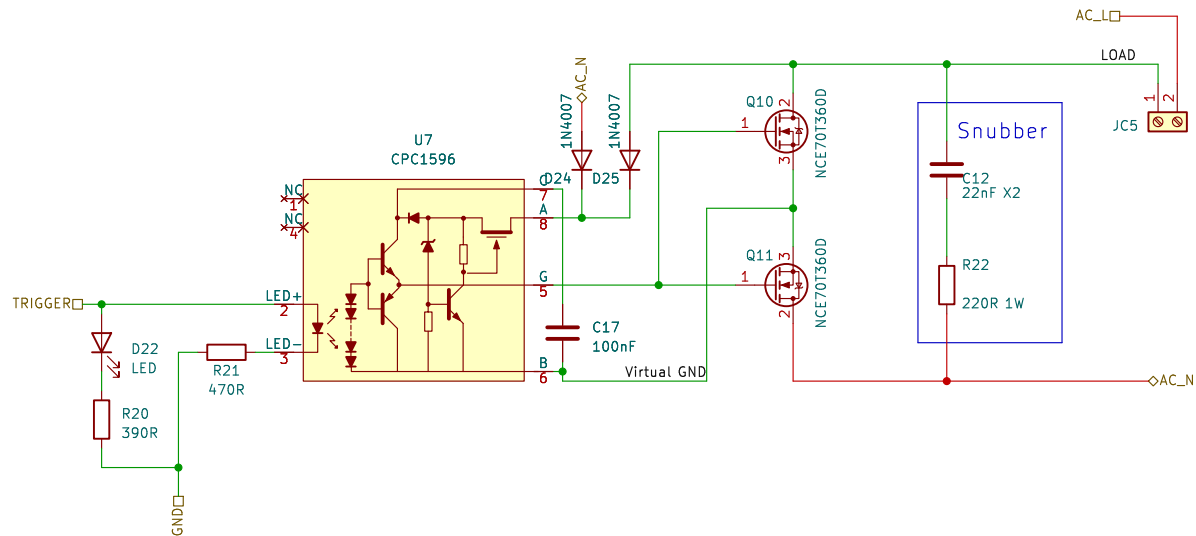 AC_L
LOAD
AC_N
1N4007
1N4007
Q10
2
1
3
NCE70T360D
1 2
JC5
Snubber
U7
CPC1596
D24
D25
NC
1
NC
4
C
7
A
8
C12
22nF X2
Q11
3
1
2
NCE70T360D
G
5
R22
220R 1W
TRIGGER
LED+
2
LED-
3
C17
100nF
D22
LED
R21
470R
B
6
Virtual GND
AC_N
R20
390R
GND